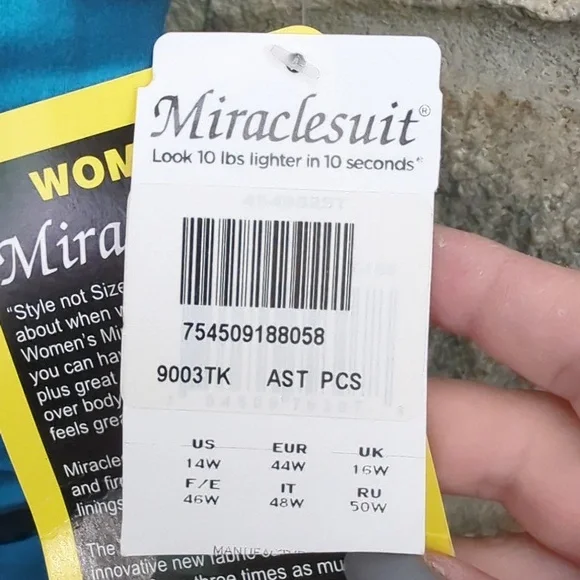 Miraclesuit®
Look 10 lbs lighter in 10 seconds®
754509188058
9003TK AST PCS
US EUR UK
14W 44W 16W
F/E IT RU
46W 48W 50W
WOM
Mira
"Style not Size
about when w
Women's Mi
you can ha
plus great
over body
feels grea
Miracles
and fir
linings
The
innovative new fabric
three times as mu